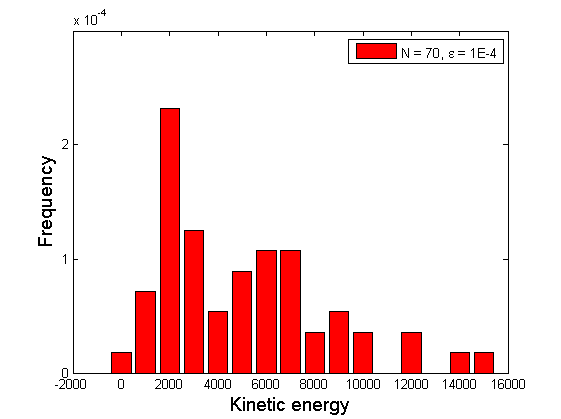 x 10^-4
N = 70, ε = 1E-4
2
1
0
Frequency
-2000 0 2000 4000 6000 8000 10000 12000 14000 16000
Kinetic energy